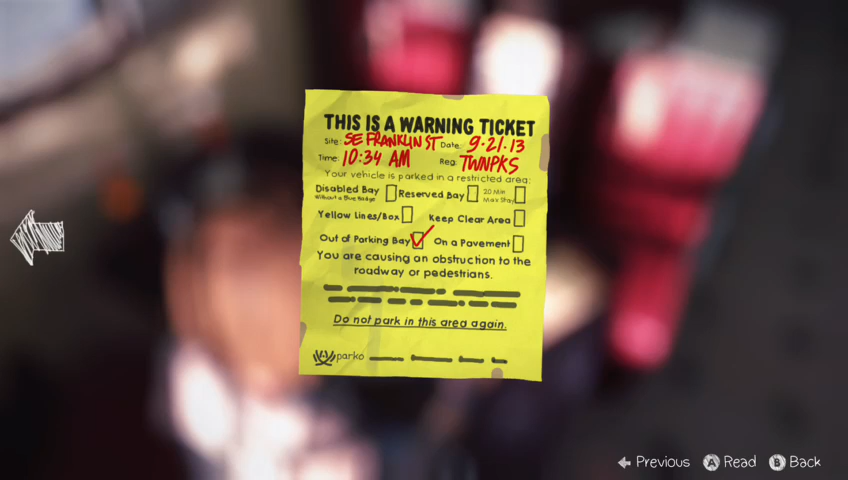 THIS IS A WARNING TICKET
Site: SE FRANKLIN ST Date: 9.21.13
Time: 10:34 AM Reg: TWNPKS
Your vehicle is parked in a restricted area:
Disabled Bay Reserved Bay 20 Min
Without a Blue Badge Max Stay
Yellow Lines/Box Keep Clear Area
Out of Parking Bay On a Pavement
You are causing an obstruction to the
roadway or pedestrians.
Do not park in this area again.
parko
Previous A Read B Back